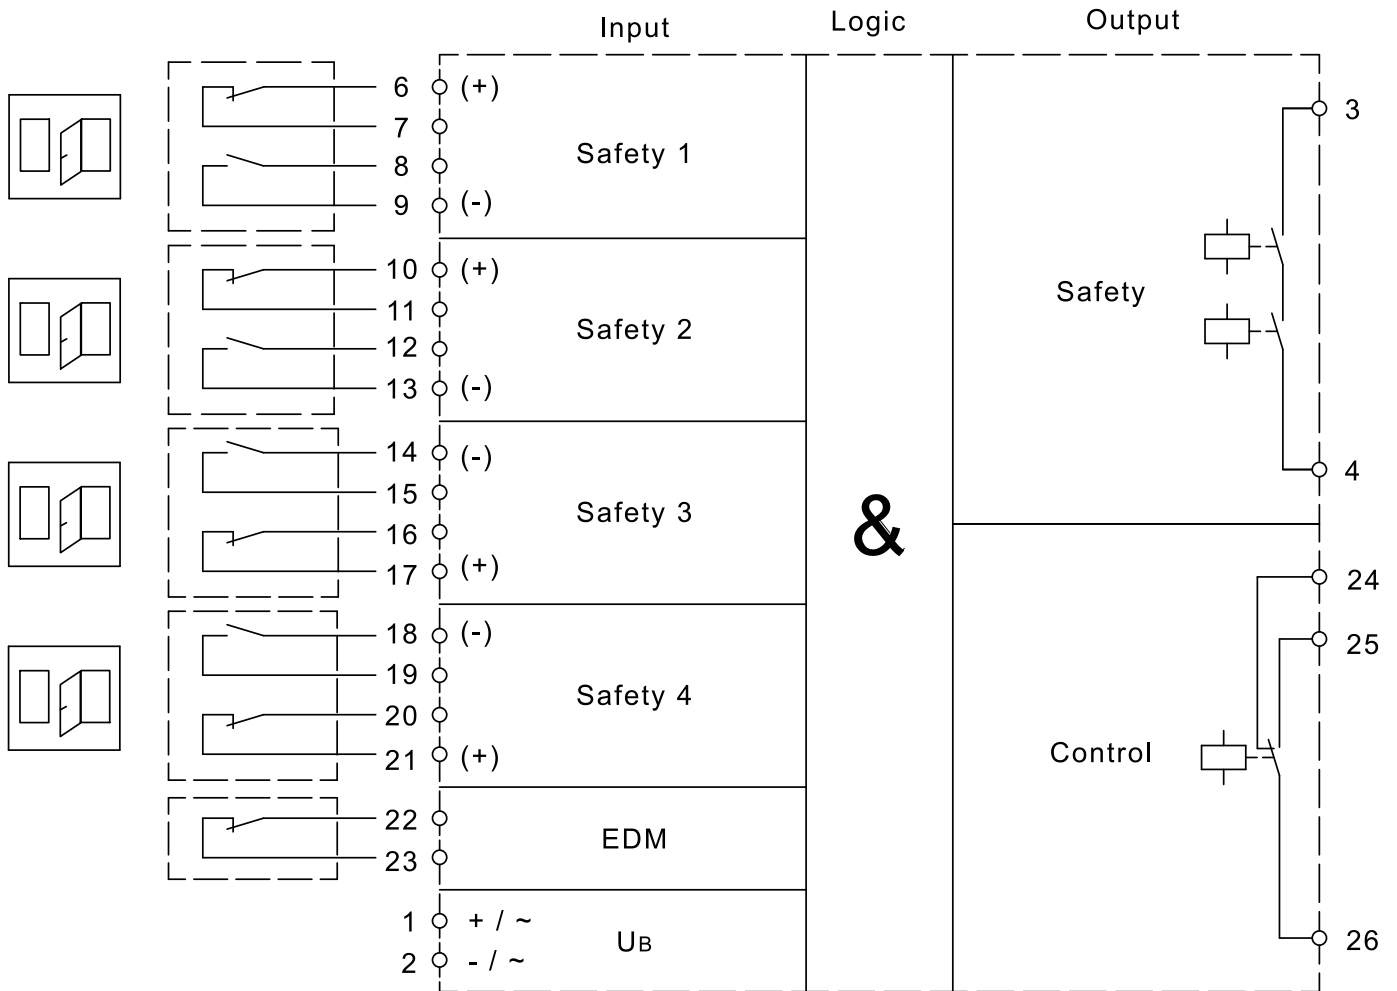 Input Logic Output
6 (+)
7
Safety 1
8
9 (-)
3
10 (+)
11
Safety 2
12
13 (-)
Safety
14 (-)
15
Safety 3
16
17 (+)
4
&
18 (-)
19
Safety 4
20
21 (+)
24
25
Control
22
EDM
23
1 + / ~
UB
2 - / ~
26